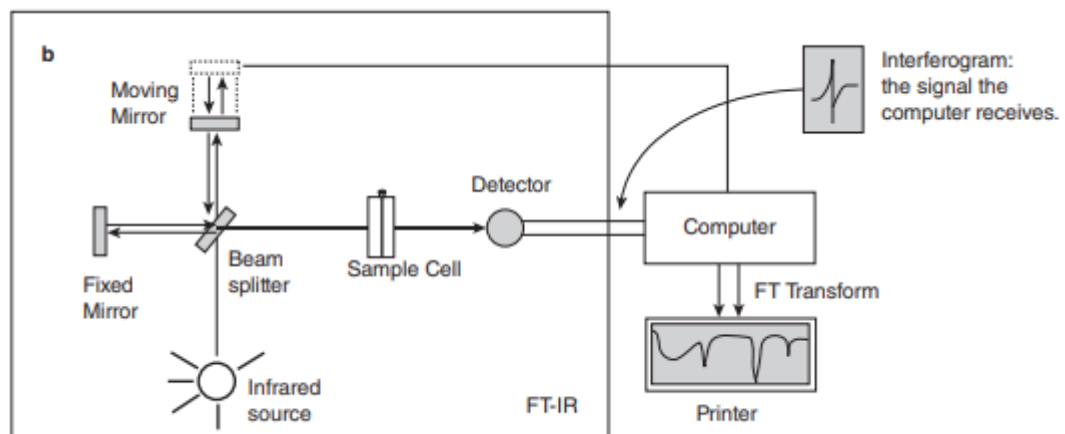 b
Moving
Mirror
Fixed
Mirror
Beam
splitter
Infrared
source
Sample Cell
Detector
FT-IR
Interferogram:
the signal the
computer receives.
Computer
FT Transform
Printer